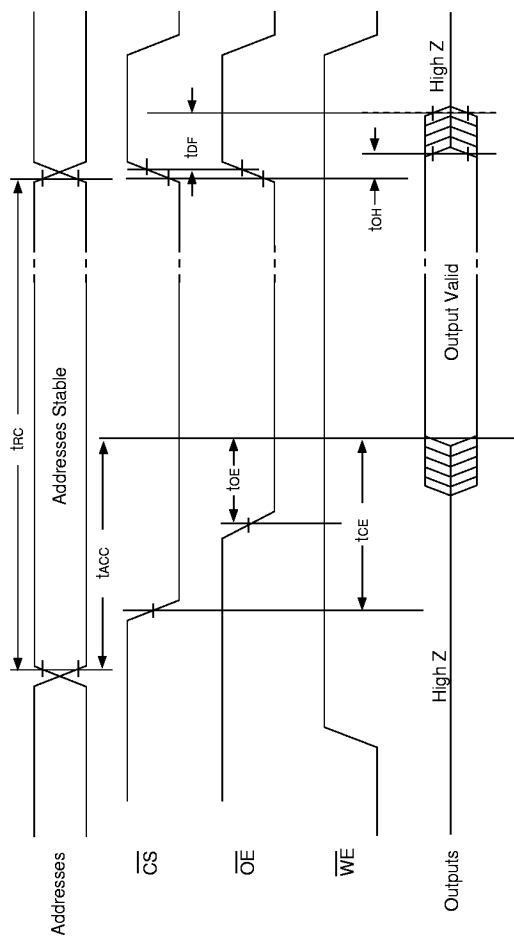 Addresses
Addresses Stable
tRC
tACC
CS
OE
tOE
tDF
WE
tCE
tOH
Outputs
High Z
Output Valid
High Z